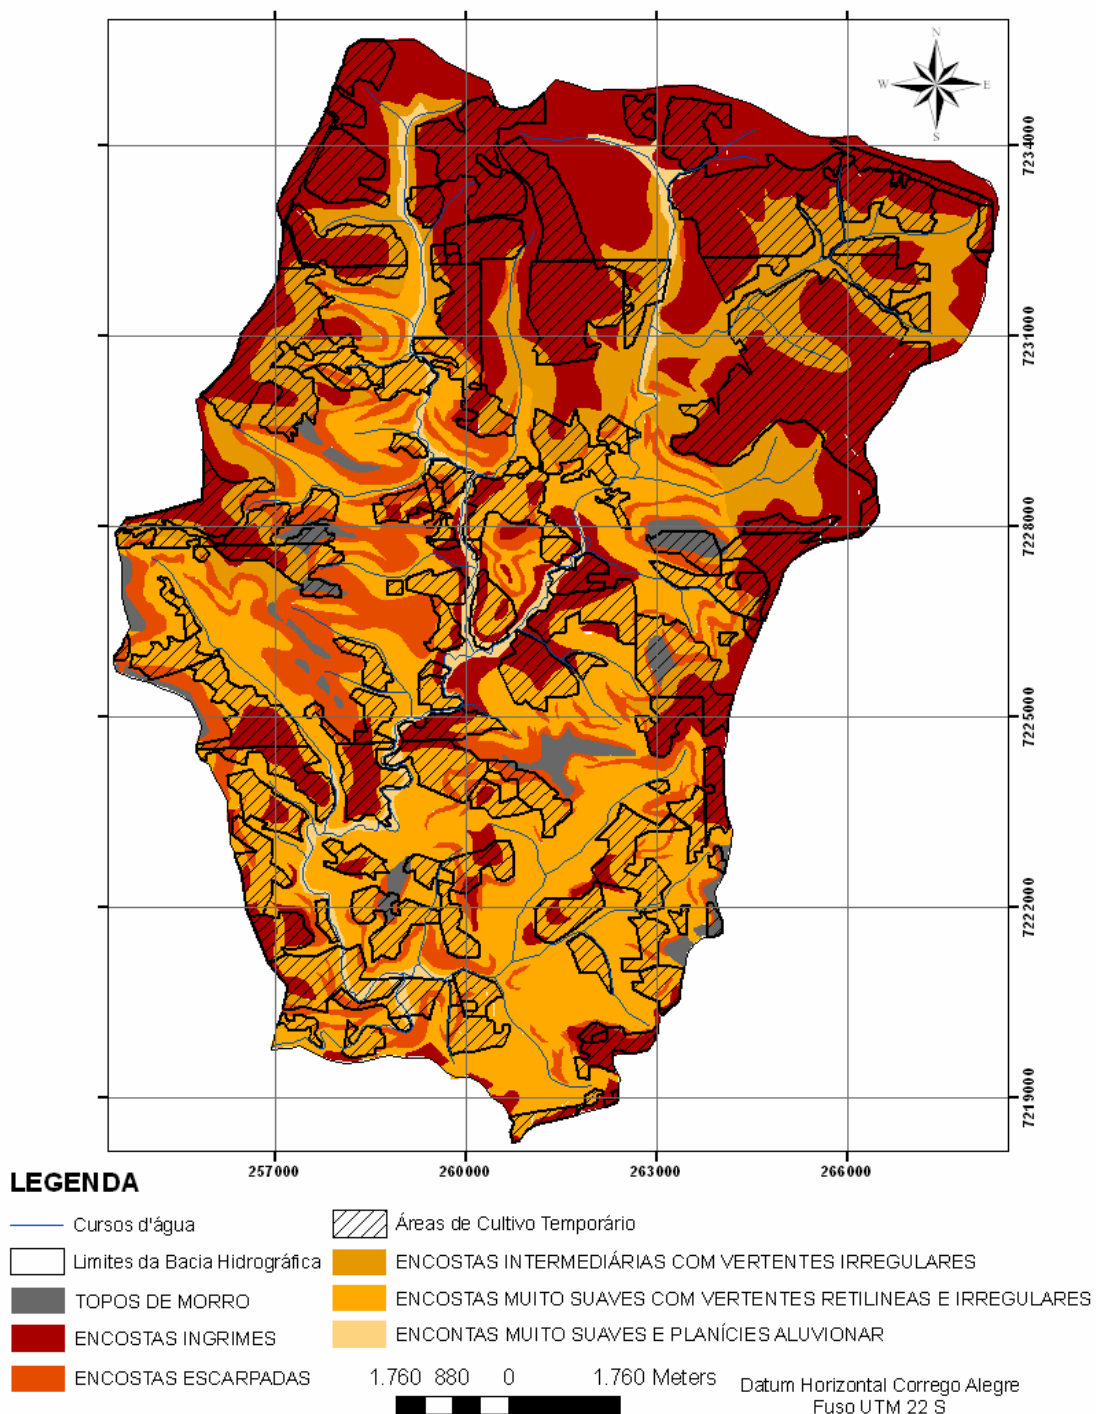 N
W E
S
7234000
7231000
7228000
7225000
7222000
7219000
257000 260000 263000 266000
LEGENDA
Cursos d'água
Limites da Bacia Hidrográfica
TOPOS DE MORRO
ENCOSTAS INGRIMES
ENCOSTAS ESCARPADAS
Áreas de Cultivo Temporário
ENCOSTAS INTERMEDIÁRIAS COM VERTENTES IRREGULARES
ENCOSTAS MUITO SUAVES COM VERTENTES RETILINEAS E IRREGULARES
ENCONTAS MUITO SUAVES E PLANÍCIES ALUVIONAR
1.760 880 0 1.760 Meters
Datum Horizontal Corrego Alegre
Fuso UTM 22 S